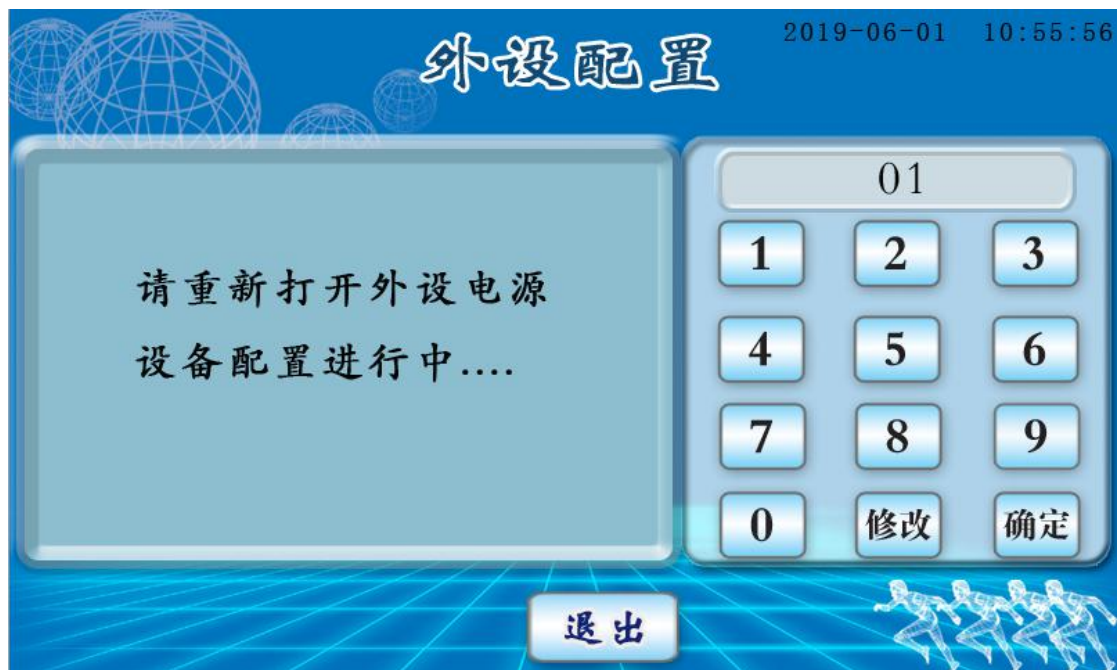 外设配置
2019-06-01 10:55:56
请重新打开外设电源
设备配置进行中....
01
1 2 3
4 5 6
7 8 9
0 修改 确定
退出